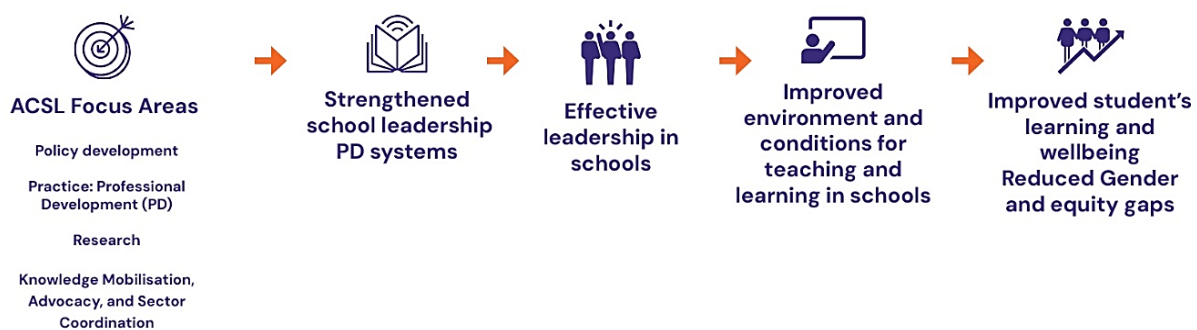 ACSL Focus Areas
Policy development
Practice: Professional
Development (PD)
Research
Knowledge Mobilisation,
Advocacy, and Sector
Coordination
Strengthened
school leadership
PD systems
Effective
leadership in
schools
Improved
environment and
conditions for
teaching and
learning in schools
Improved student's
learning and
wellbeing
Reduced Gender
and equity gaps